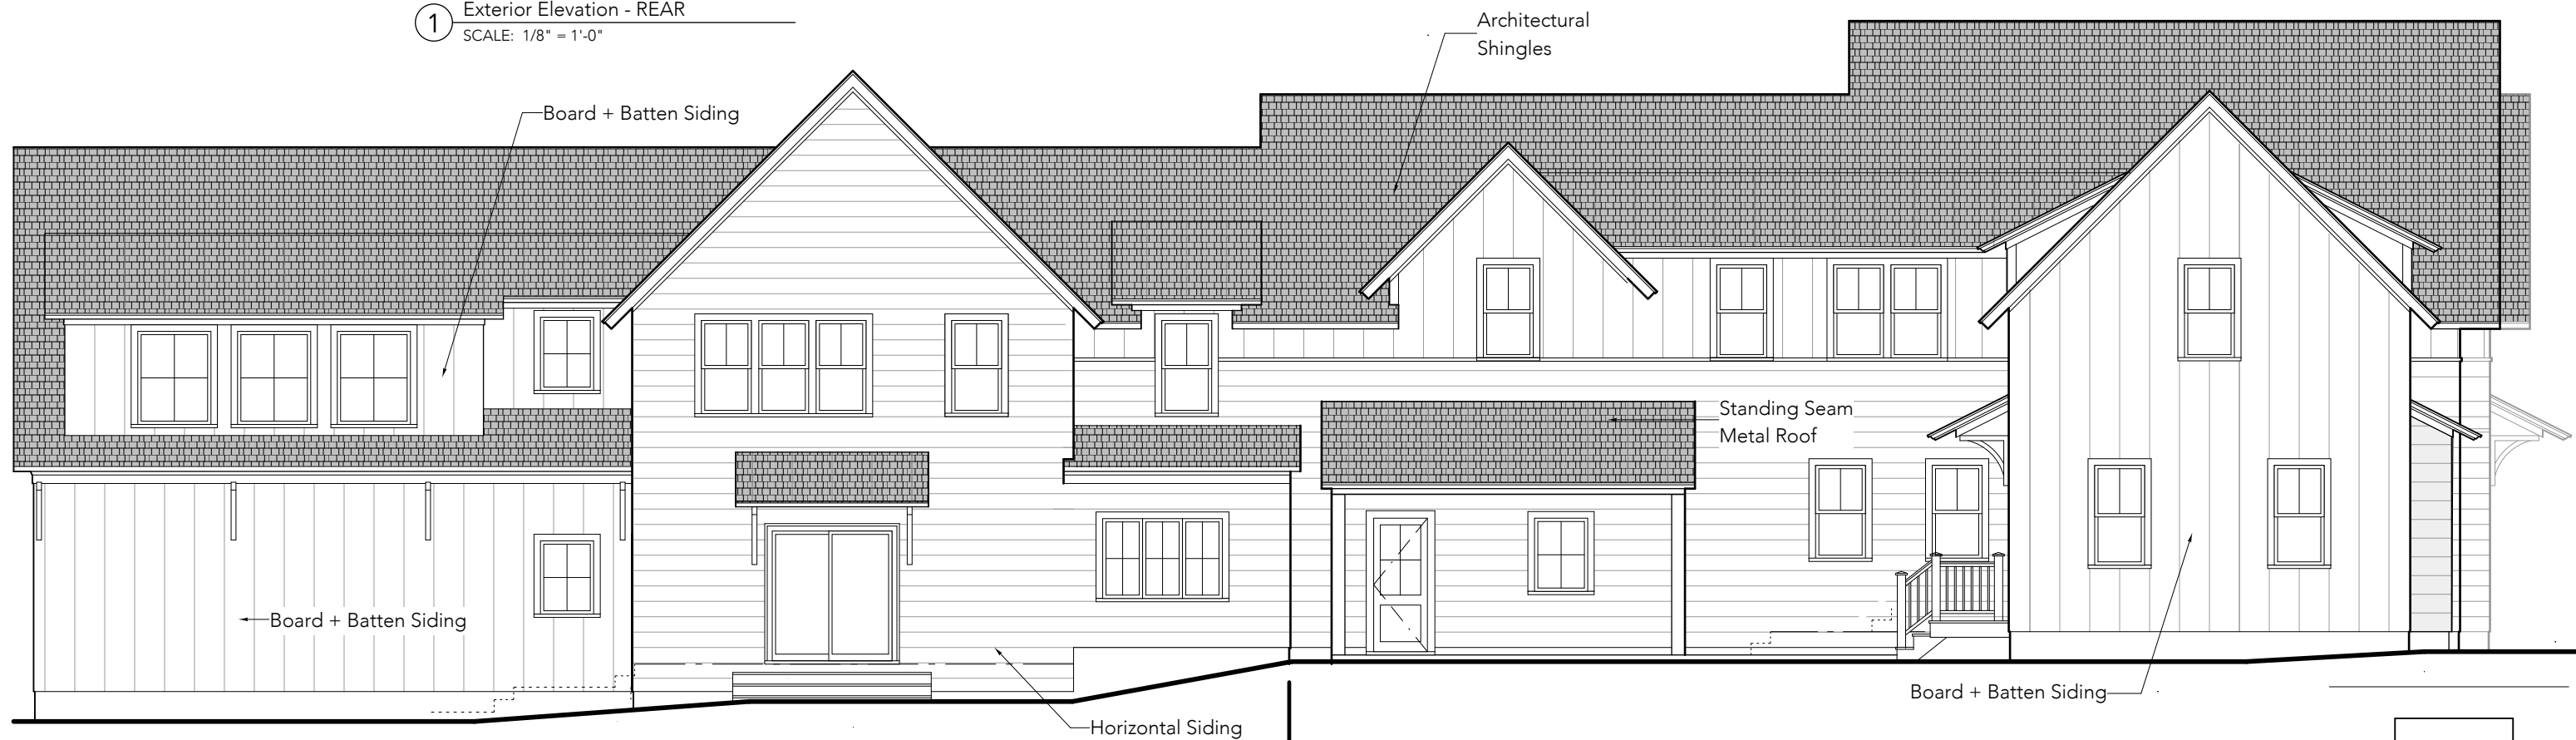 1
Exterior Elevation - REAR
SCALE: 1/8" = 1'-0"
Architectural
Shingles
Board + Batten Siding
Standing Seam
Metal Roof
Board + Batten Siding
Board + Batten Siding
Horizontal Siding